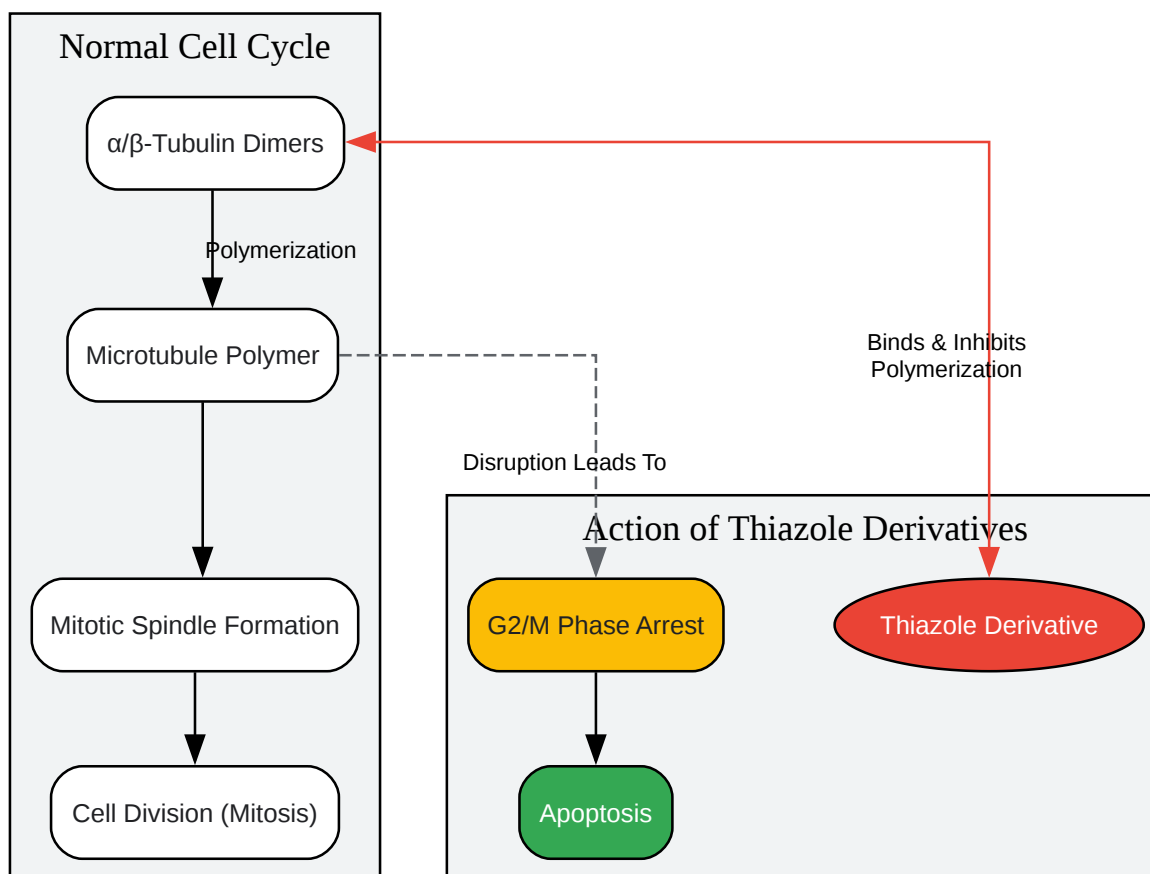 Normal Cell Cycle
α/β-Tubulin Dimers
Polymerization
Microtubule Polymer
Binds & Inhibits
Polymerization
Disruption Leads To
Action of Thiazole Derivatives
Mitotic Spindle Formation
G2/M Phase Arrest
Thiazole Derivative
Cell Division (Mitosis)
Apoptosis